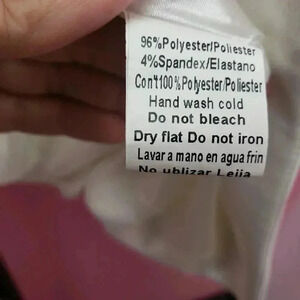 96%Polyester/Poliester
4%Spandex/Elastano
Con't100%Polyester/Poliester
Hand wash cold
Do not bleach
Dry flat Do not iron
Lavar a mano en agua frin
No ublizar Lejia